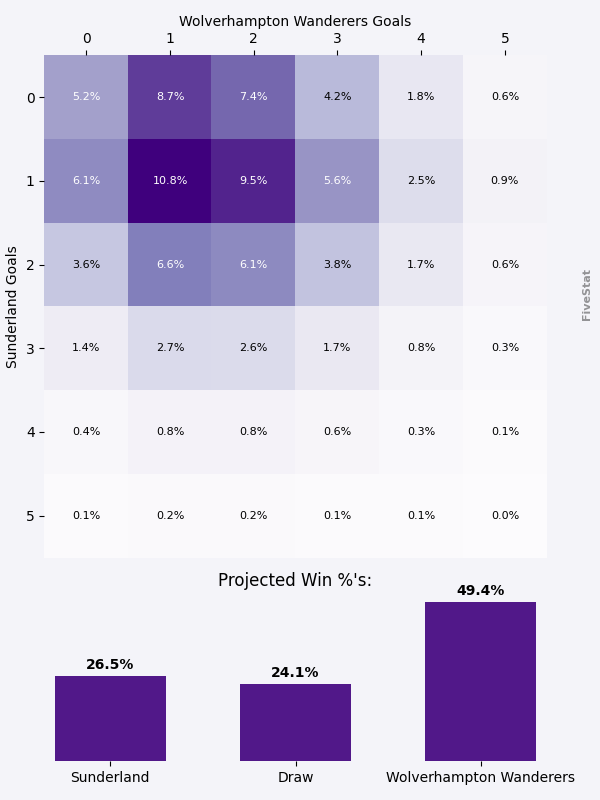 Wolverhampton Wanderers Goals
0 1 2 3 4 5
0 5.2% 8.7% 7.4% 4.2% 1.8% 0.6%
1 6.1% 10.8% 9.5% 5.6% 2.5% 0.9%
2 3.6% 6.6% 6.1% 3.8% 1.7% 0.6%
3 1.4% 2.7% 2.6% 1.7% 0.8% 0.3%
4 0.4% 0.8% 0.8% 0.6% 0.3% 0.1%
5 0.1% 0.2% 0.2% 0.1% 0.1% 0.0%
Sunderland Goals
FiveStat
Projected Win %'s:
26.5% 24.1% 49.4%
Sunderland Draw Wolverhampton Wanderers